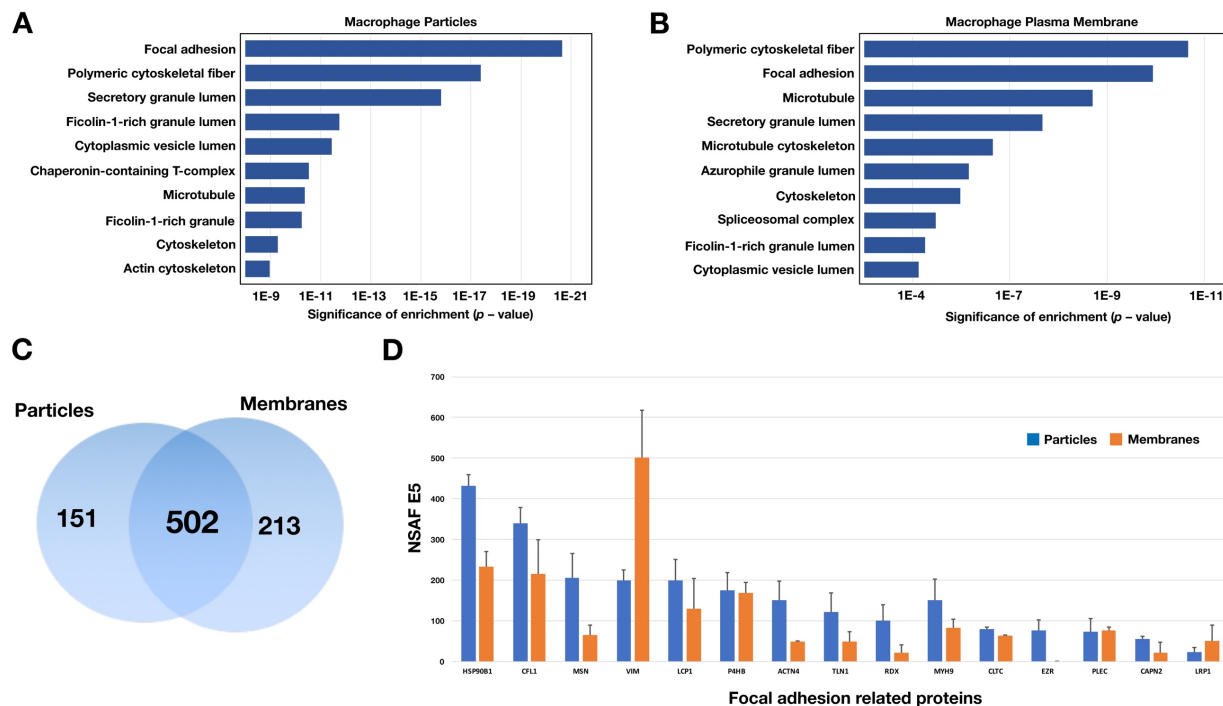 A
Macrophage Particles
Focal adhesion
Polymeric cytoskeletal fiber
Secretory granule lumen
Ficolin-1-rich granule lumen
Cytoplasmic vesicle lumen
Chaperonin-containing T-complex
Microtubule
Ficolin-1-rich granule
Cytoskeleton
Actin cytoskeleton
1E-9 1E-11 1E-13 1E-15 1E-17 1E-19 1E-21
Significance of enrichment (p – value)
B
Macrophage Plasma Membrane
Polymeric cytoskeletal fiber
Focal adhesion
Microtubule
Secretory granule lumen
Microtubule cytoskeleton
Azurophile granule lumen
Cytoskeleton
Spliceosomal complex
Ficolin-1-rich granule lumen
Cytoplasmic vesicle lumen
1E-4 1E-7 1E-9 1E-11
Significance of enrichment (p – value)
C
Particles
Membranes
151 502 213
D
NSAF E5
700
600
500
400
300
200
100
0
Particles Membranes
HSP90B1 CFL1 MSN VIM LCP1 P4HB ACTN4 TLN1 RDX MYH9 CLTC EZR PLEC CAPN2 LRP1
Focal adhesion related proteins